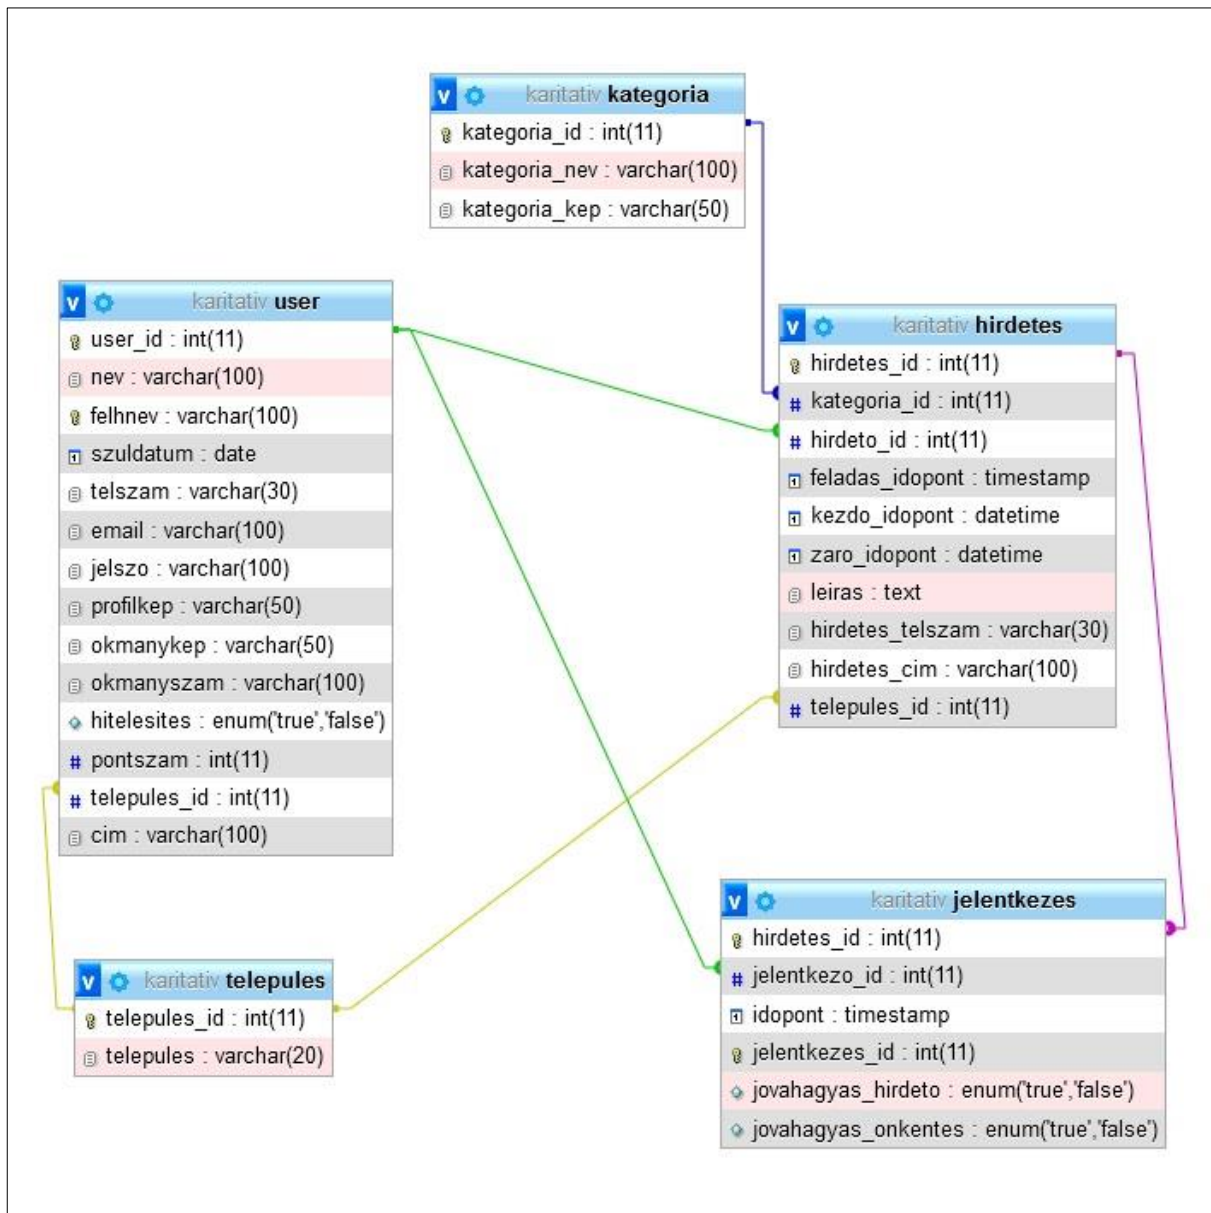 karitativ kategoria
kategoria_id : int(11)
kategoria_nev : varchar(100)
kategoria_kep : varchar(50)
karitativ user
user_id : int(11)
nev : varchar(100)
felhnev : varchar(100)
szuldatum : date
telszam : varchar(30)
email : varchar(100)
jelszo : varchar(100)
profilkep : varchar(50)
okmanykep : varchar(50)
okmanyszam : varchar(100)
hitelesites : enum('true','false')
# pontszam : int(11)
# telepules_id : int(11)
cim : varchar(100)
karitativ hirdetes
hirdetes_id : int(11)
# kategoria_id : int(11)
# hirdeto_id : int(11)
feladas_idopont : timestamp
kezdo_idopont : datetime
zaro_idopont : datetime
leiras : text
hirdetes_telszam : varchar(30)
hirdetes_cim : varchar(100)
# telepules_id : int(11)
karitativ telepules
telepules_id : int(11)
telepules : varchar(20)
karitativ jelentkezes
hirdetes_id : int(11)
# jelentkezo_id : int(11)
idopont : timestamp
jelentkezes_id : int(11)
jovahagyas_hirdeto : enum('true','false')
jovahagyas_onkentes : enum('true','false')